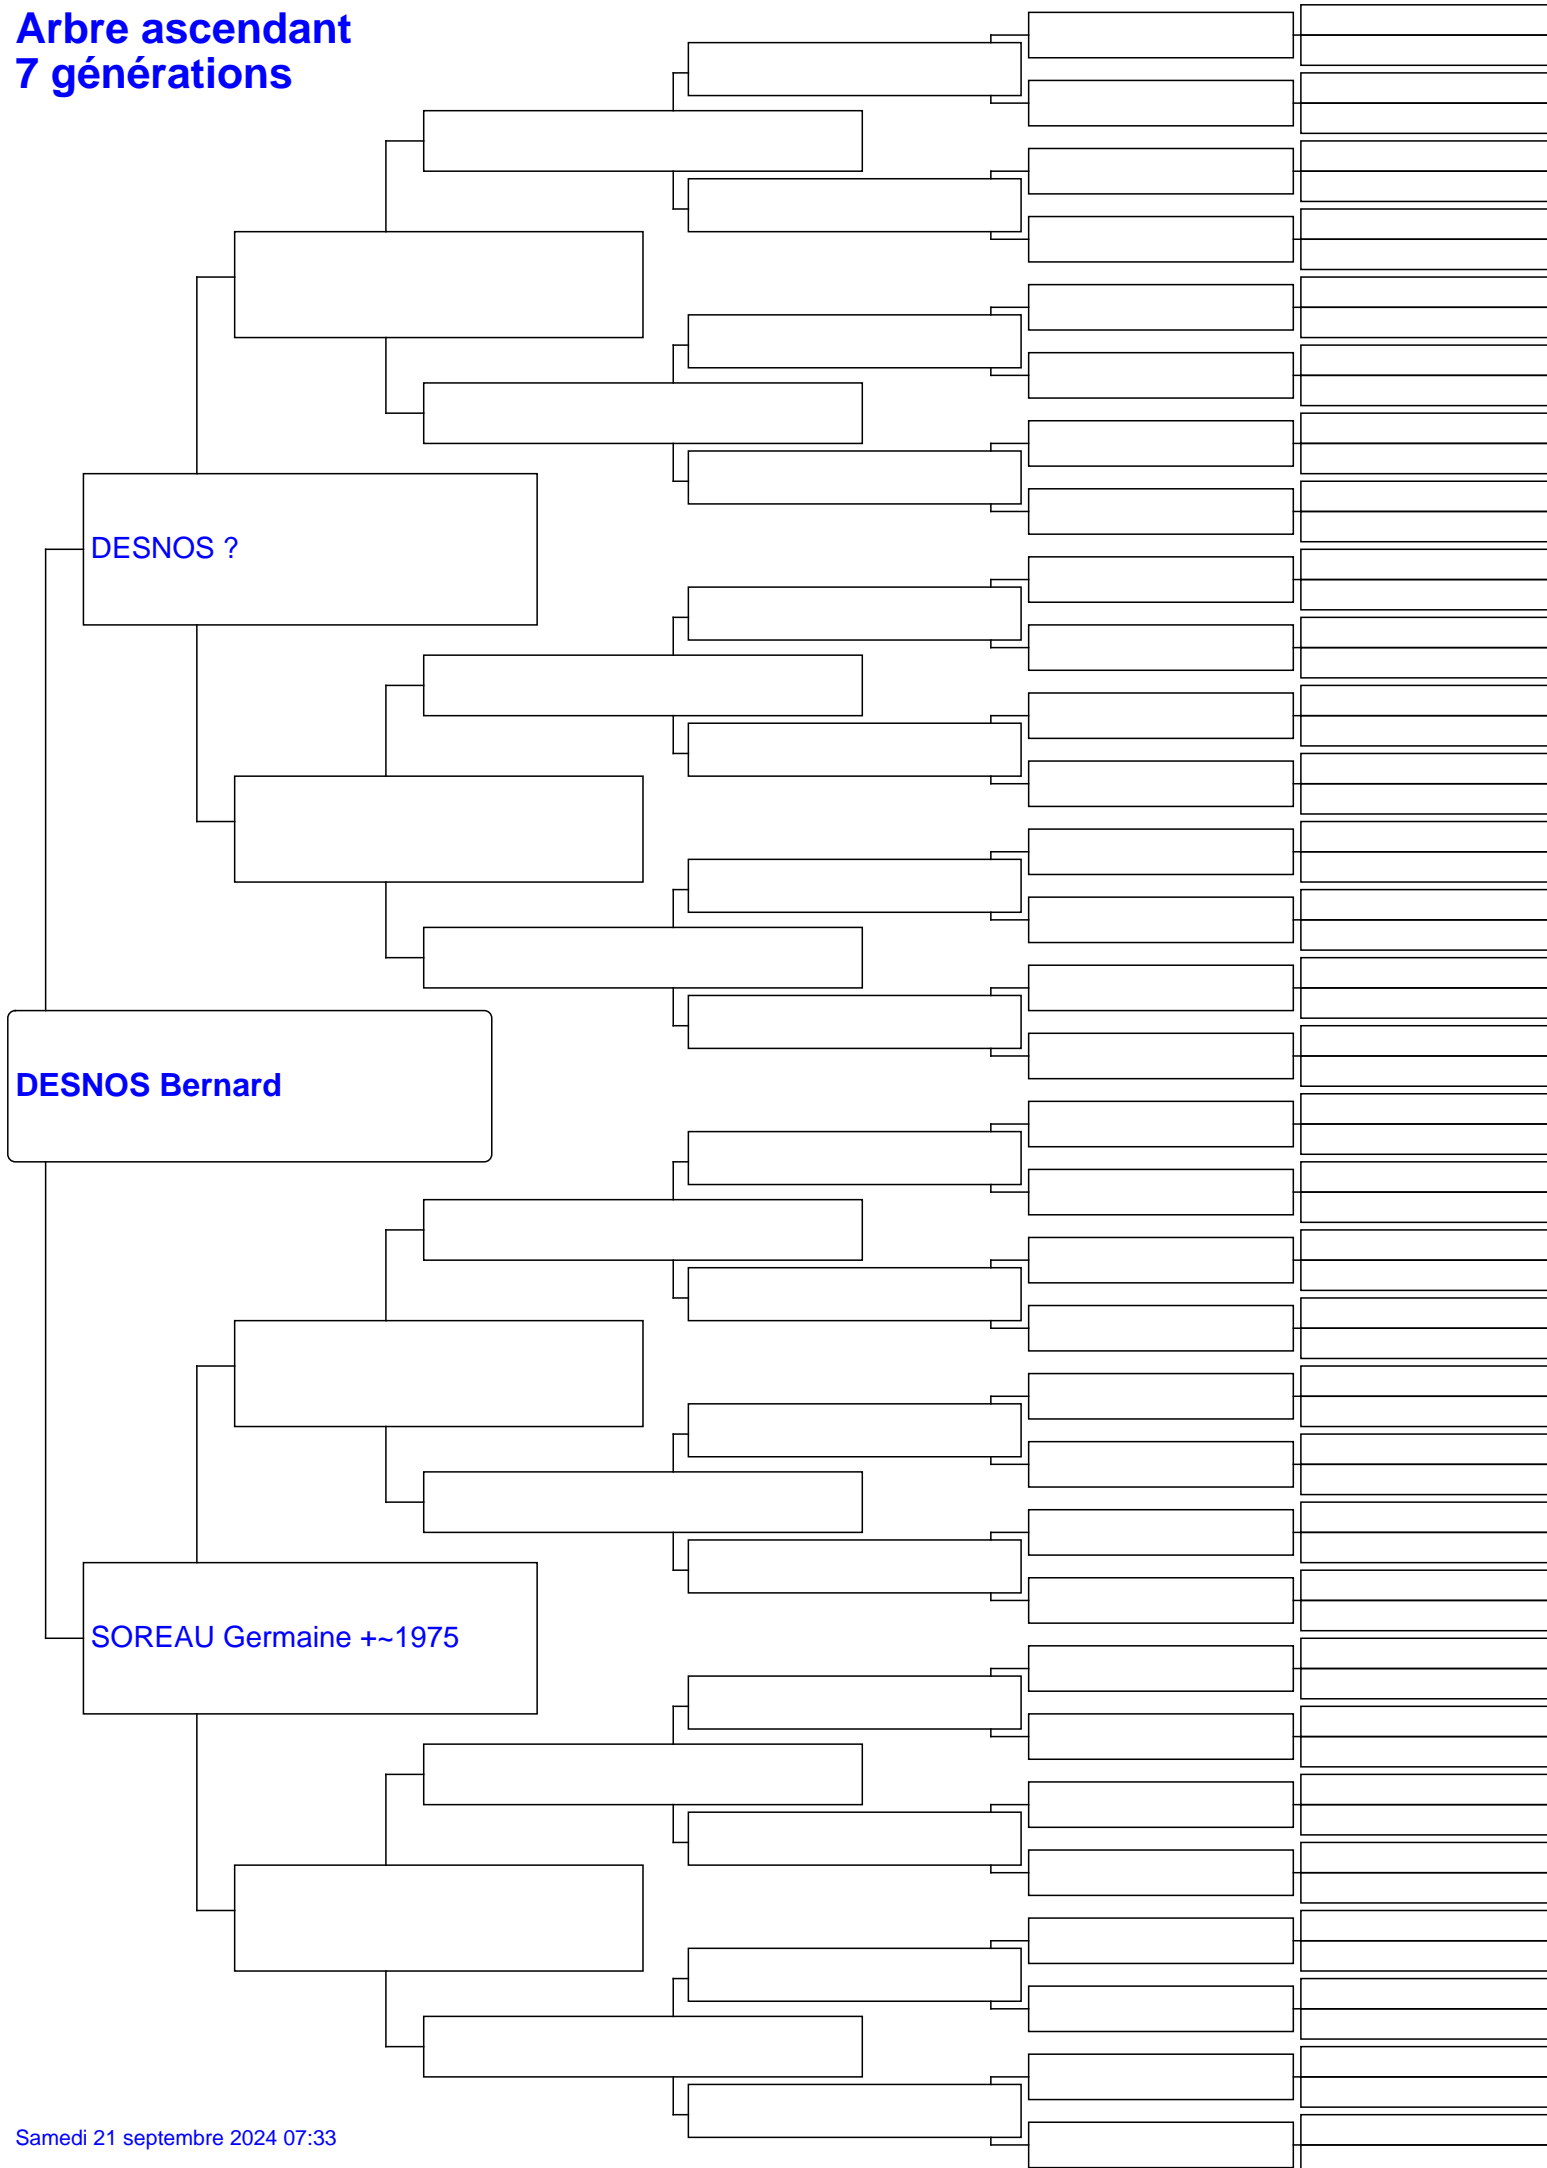 Arbre ascendant
7 générations
DESNOS ?
DESNOS Bernard
SOREAU Germaine +~1975
Samedi 21 septembre 2024 07:33